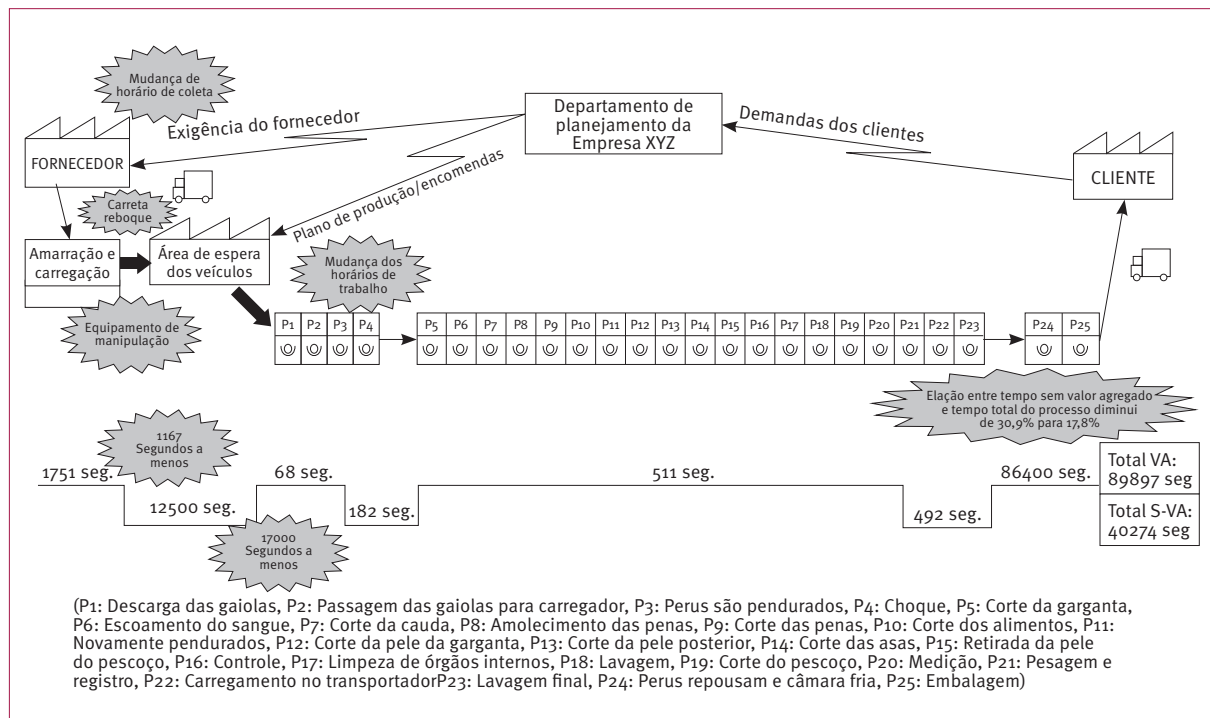 Mudança de
horário de coleta
Exigência do fornecedor
Departamento de
planejamento da
Empresa XYZ
Demandas dos clientes
FORNECEDOR
CLIENTE
Carreta
reboque
Plano de produção/encomendas
Amarração e
carregação
Área de espera
dos veículos
Mudança dos
horários de
trabalho
Equipamento de
manipulação
P1 P2 P3 P4 P5 P6 P7 P8 P9 P10 P11 P12 P13 P14 P15 P16 P17 P18 P19 P20 P21 P22 P23 P24 P25
Elação entre tempo sem valor agregado
e tempo total do processo diminui
de 30,9% para 17,8%
1167
Segundos a
menos
1751 seg.
68 seg.
511 seg.
86400 seg.
Total VA:
89897 seg
12500 seg.
182 seg.
492 seg.
Total S-VA:
40274 seg
17000
Segundos a
menos
(P1: Descarga das gaiolas, P2: Passagem das gaiolas para carregador, P3: Perus são pendurados, P4: Choque, P5: Corte da garganta,
P6: Escoamento do sangue, P7: Corte da cauda, P8: Amolecimento das penas, P9: Corte das penas, P10: Corte dos alimentos, P11:
Novamente pendurados, P12: Corte da pele da garganta, P13: Corte da pele posterior, P14: Corte das asas, P15: Retirada da pele
do pescoço, P16: Controle, P17: Limpeza de órgãos internos, P18: Lavagem, P19: Corte do pescoço, P20: Medição, P21: Pesagem e
registro, P22: Carregamento no transportadorP23: Lavagem final, P24: Perus repousam e câmara fria, P25: Embalagem)